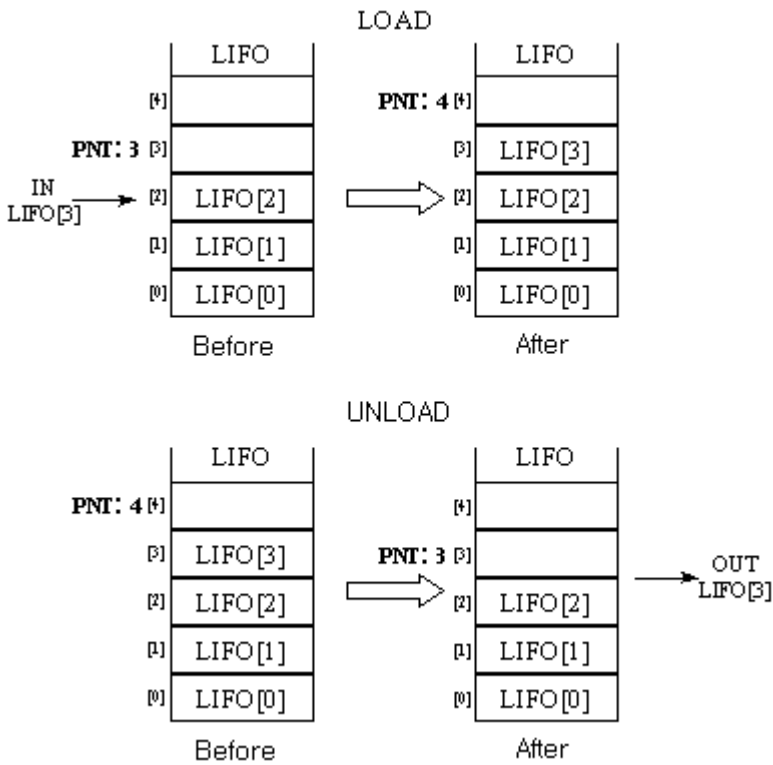 LOAD
LIFO LIFO
[4] PNT: 4 [4]
PNT: 3 [3] [3] LIFO[3]
IN
LIFO[3]
[2] LIFO[2] [2] LIFO[2]
[1] LIFO[1] [1] LIFO[1]
[0] LIFO[0] [0] LIFO[0]
Before After
UNLOAD
LIFO LIFO
PNT: 4 [4] [4]
[3] LIFO[3] PNT: 3 [3]
OUT
LIFO[3]
[2] LIFO[2] [2] LIFO[2]
[1] LIFO[1] [1] LIFO[1]
[0] LIFO[0] [0] LIFO[0]
Before After